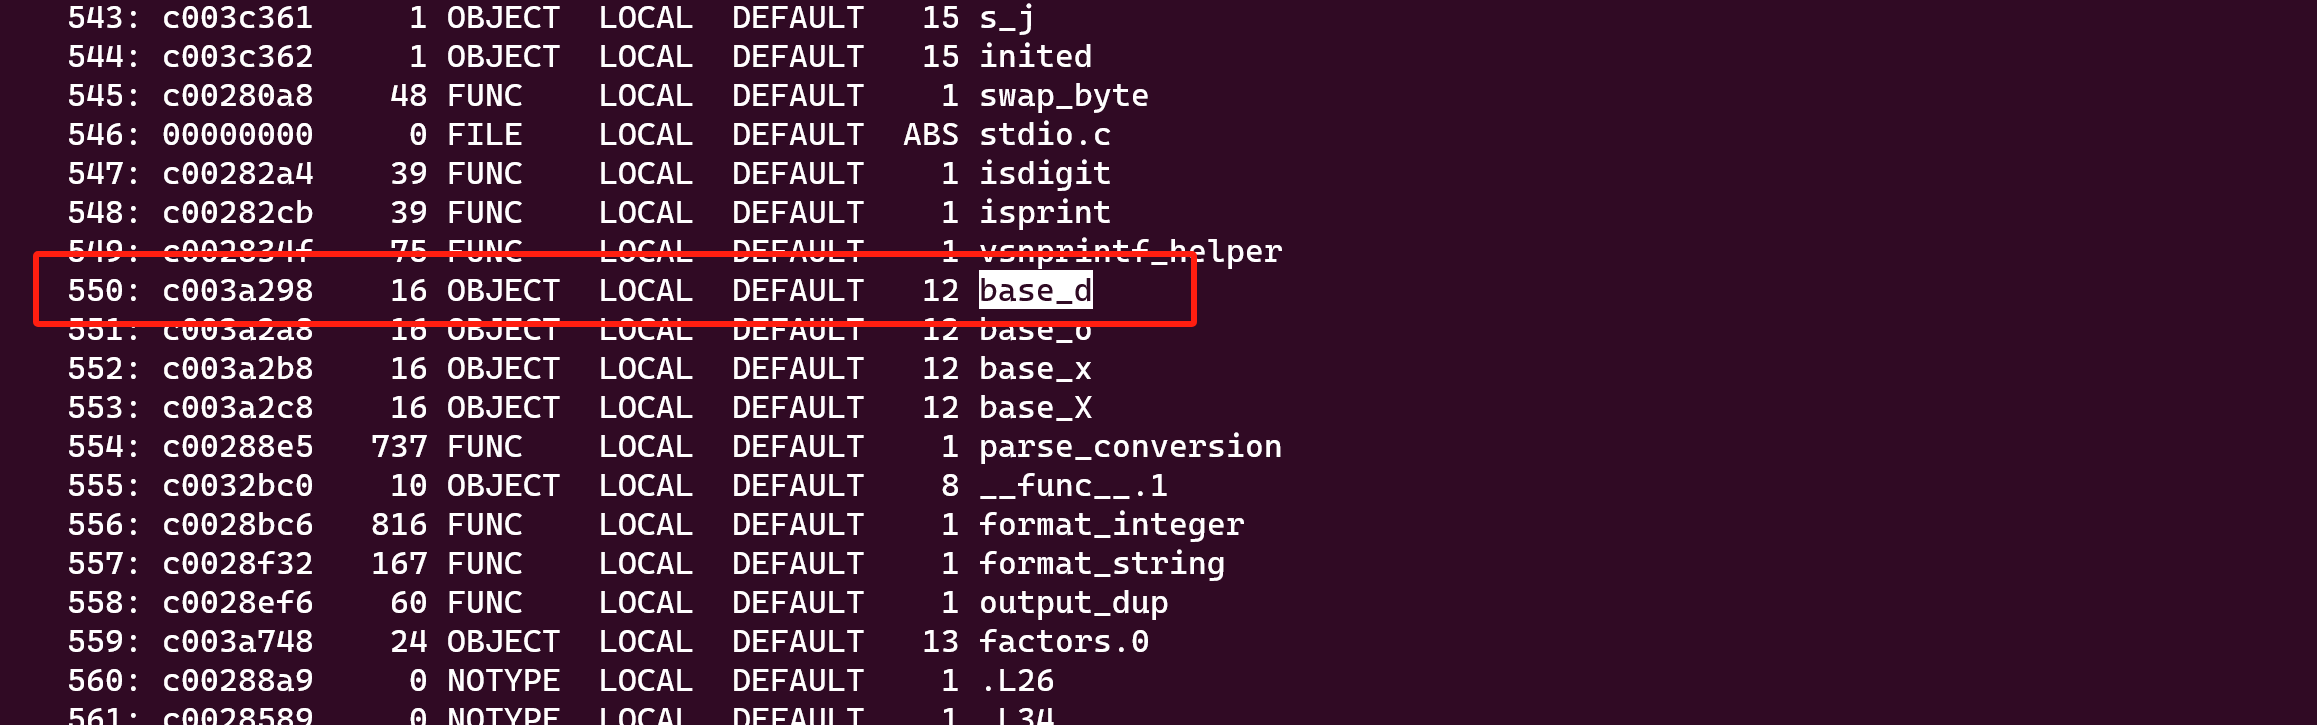 543: c003c361     1 OBJECT  LOCAL  DEFAULT   15 s_j
544: c003c362     1 OBJECT  LOCAL  DEFAULT   15 inited
545: c00280a8    48 FUNC    LOCAL  DEFAULT    1 swap_byte
546: 00000000     0 FILE    LOCAL  DEFAULT  ABS stdio.c
547: c00282a4    39 FUNC    LOCAL  DEFAULT    1 isdigit
548: c00282cb    39 FUNC    LOCAL  DEFAULT    1 isprint
549: c002834f    75 FUNC    LOCAL  DEFAULT    1 vsnprintf_helper
550: c003a298    16 OBJECT  LOCAL  DEFAULT   12 base_d
551: c003a2a8    16 OBJECT  LOCAL  DEFAULT   12 base_o
552: c003a2b8    16 OBJECT  LOCAL  DEFAULT   12 base_x
553: c003a2c8    16 OBJECT  LOCAL  DEFAULT   12 base_X
554: c00288e5   737 FUNC    LOCAL  DEFAULT    1 parse_conversion
555: c0032bc0    10 OBJECT  LOCAL  DEFAULT    8 __func__.1
556: c0028bc6   816 FUNC    LOCAL  DEFAULT    1 format_integer
557: c0028f32   167 FUNC    LOCAL  DEFAULT    1 format_string
558: c0028ef6    60 FUNC    LOCAL  DEFAULT    1 output_dup
559: c003a748    24 OBJECT  LOCAL  DEFAULT   13 factors.0
560: c00288a9     0 NOTYPE  LOCAL  DEFAULT    1 .L26
561: c0028589     0 NOTYPE  LOCAL  DEFAULT    1 .L34